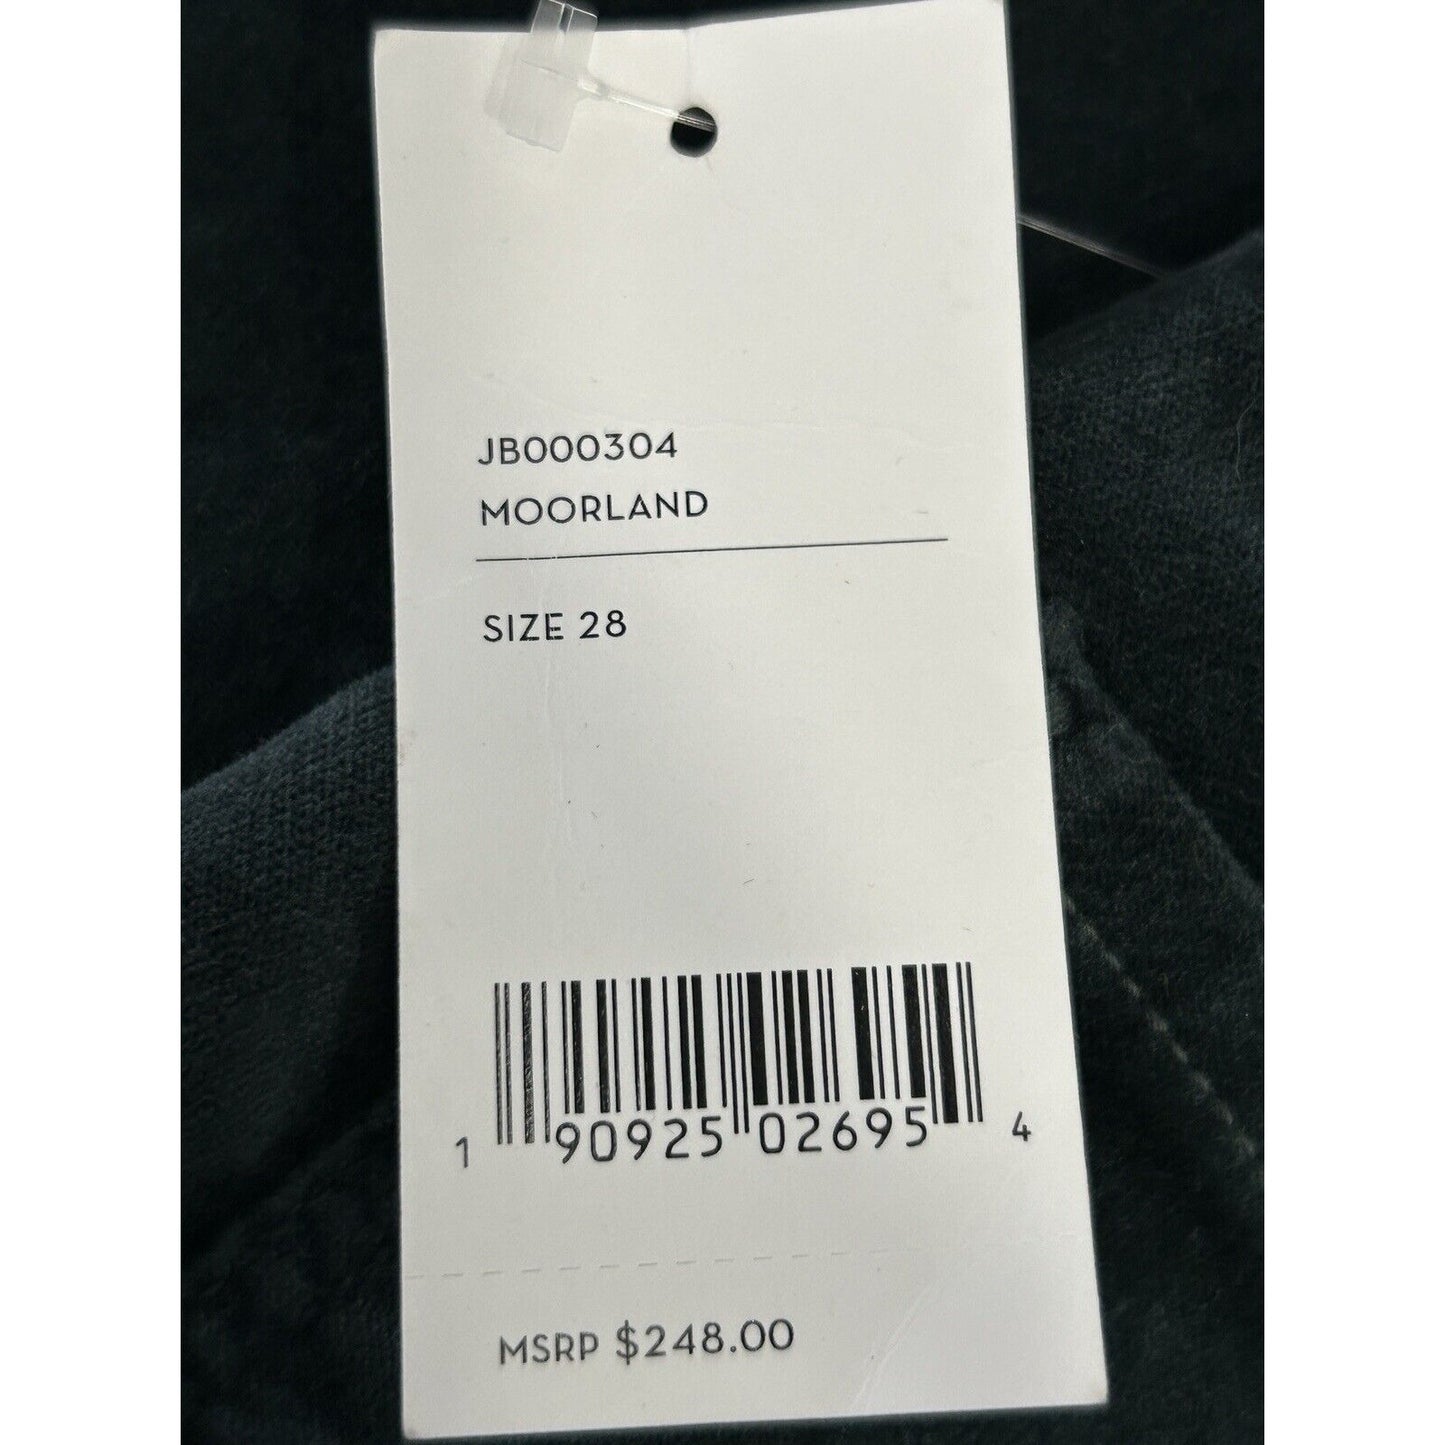 JB000304
MOORLAND
SIZE 28
1 90925 02695 4
MSRP $248.00